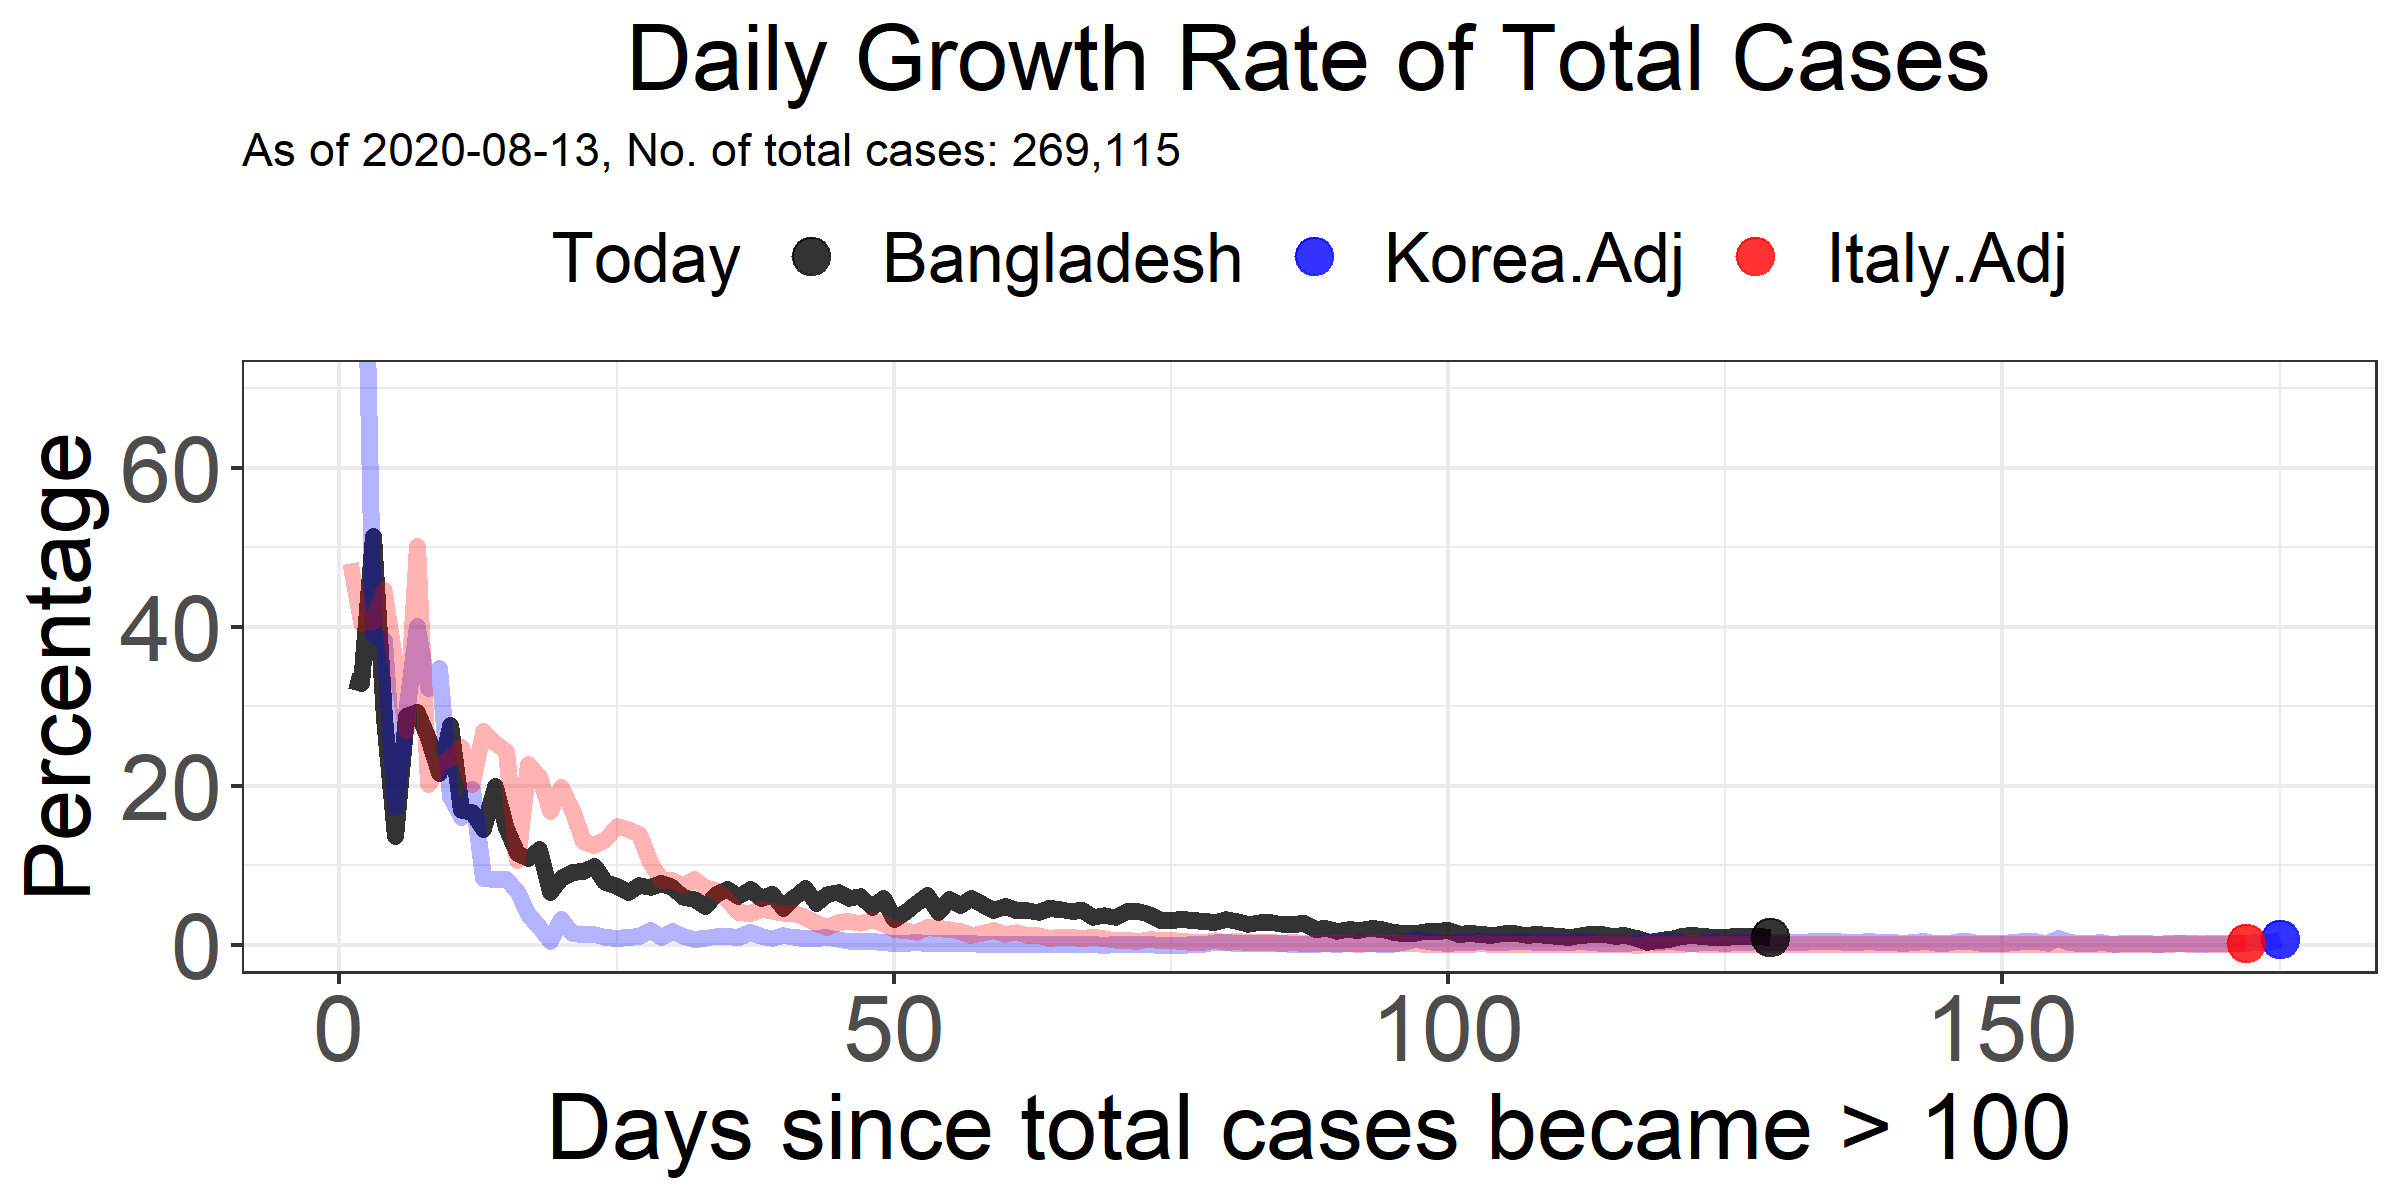 Daily Growth Rate of Total Cases
As of 2020-08-13, No. of total cases: 269,115
Today Bangladesh Korea.Adj Italy.Adj
Percentage
60
40
20
0
0 50 100 150
Days since total cases became > 100